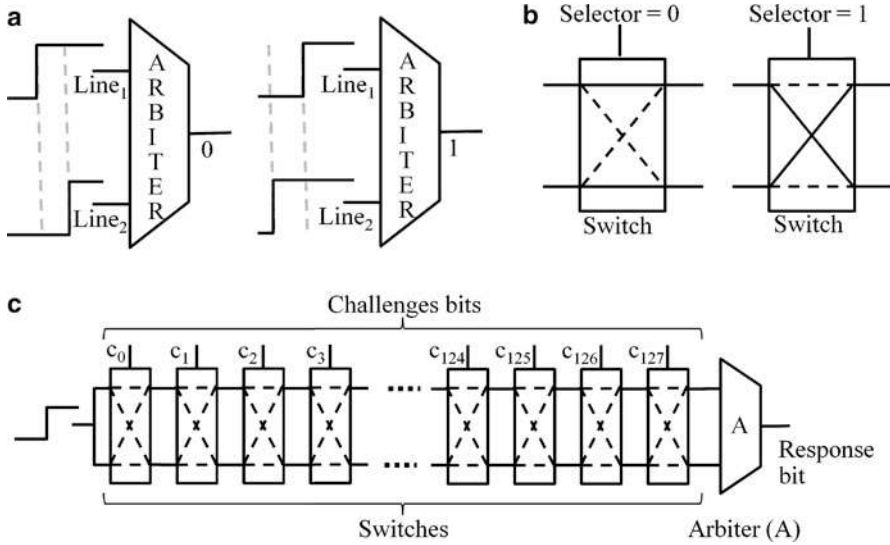 a
Line₁
Line₂
ARBITER
0
Line₁
Line₂
ARBITER
1
b
Selector = 0
Selector = 1
Switch
Switch
c
Challenges bits
c₀ c₁ c₂ c₃ c₁₂₄ c₁₂₅ c₁₂₆ c₁₂₇
A
Response
bit
Switches
Arbiter (A)